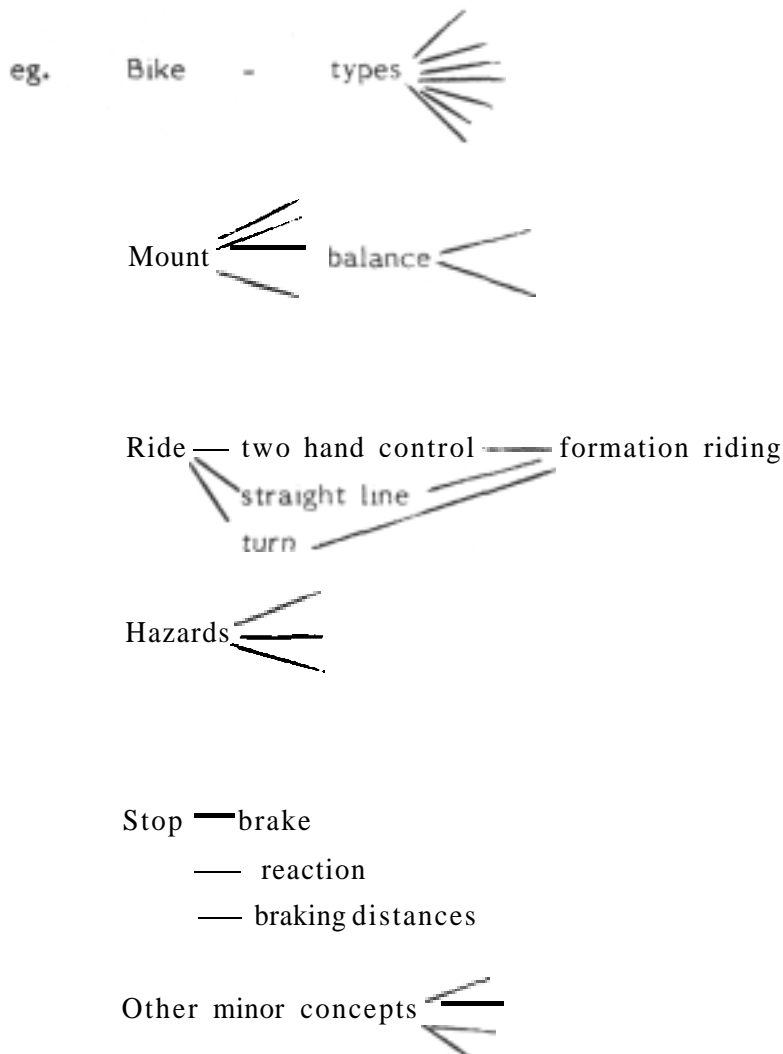 eg. Bike - types
Mount balance
Ride — two hand control — formation riding
straight line
turn
Hazards
Stop — brake
— reaction
— braking distances
Other minor concepts